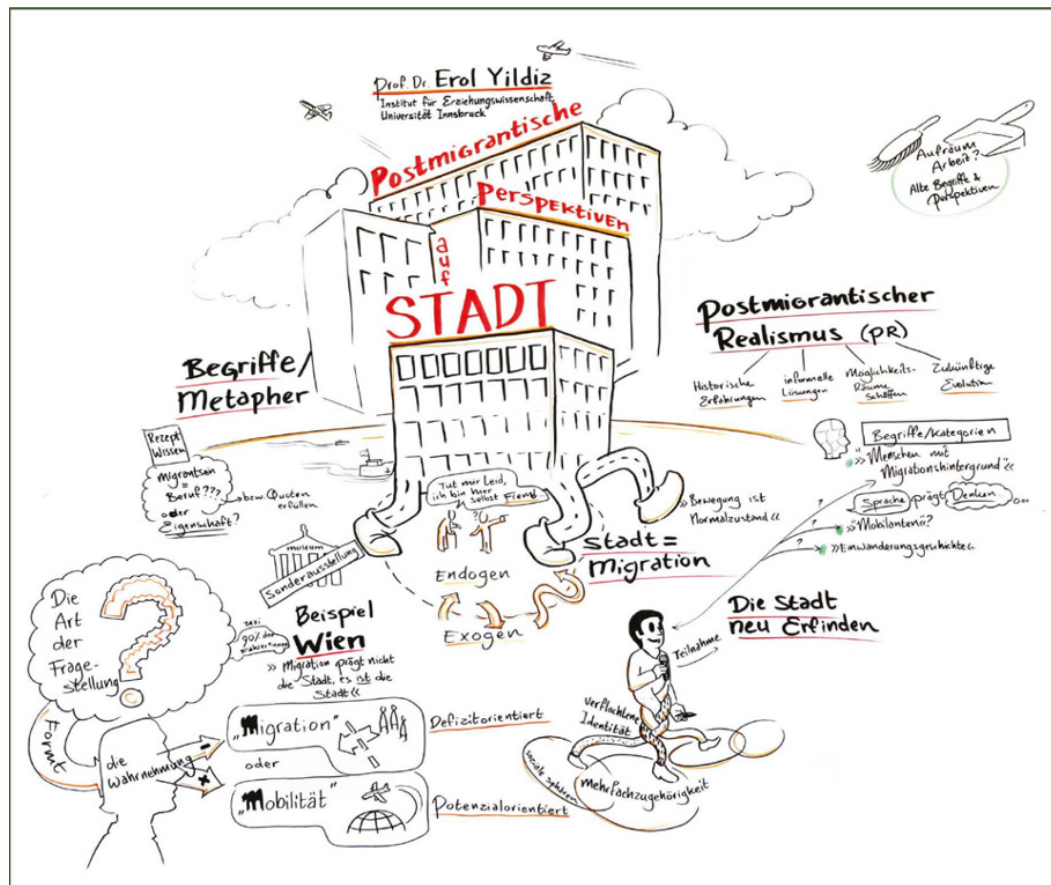 Prof. Dr. Erol Yildiz
Institut für Erziehungswissenschaft,
Universität Innsbruck
Postmigrantische
Perspektiven
auf
STADT
Aufräum
Arbeit?
Alte Begriffe &
Perspektiven
Begriffe/
Metapher
Rezept
Wissen
Migrantsein
=
Beruf???
oder
Eigenschaft?
bzw. Quoten
erfüllen
museum
Sonderausstellung
Tut mir Leid,
ich bin hier
selbst Fremd...
?
Endogen
Exogen
»Bewegung ist
Normalzustand«
Stadt =
Migration
Postmigrantischer
Realismus (PR)
Historische
Erfahrungen
informelle
Lösungen
Möglichkeits-
Räume
Schaffen
Zukünftige
Evolution
Begriffe/Kategorien
»"Menschen mit
Migrationshintergrund"«
?
Sprache prägt Denken...
?
»"Mobilanten"?
?
»Einwanderungsgeschichte«
Die
Art
der
Frage-
stellung
Formt
die
Wahrnehmung
-
+
TAXI
90% der
Beispiel
Wien
» Migration prägt nicht
die Stadt, es ist die
Stadt«
„Migration"
oder
„Mobilität"
Defizitorientiert
Potenzialorientiert
Die Stadt
neu Erfinden
Teilnahme
verflochtene
Identität
soziale Sphären
mehrfachzugehörigkeit